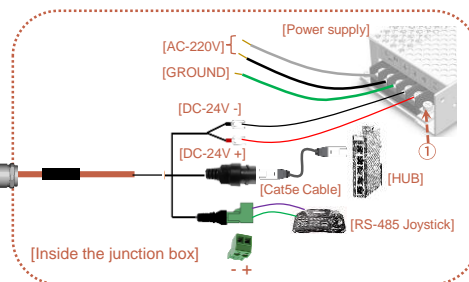 [Power supply]
[AC-220V]
[GROUND]
[DC-24V -]
[DC-24V +]
①
[Cat5e Cable]
[HUB]
[RS-485 Joystick]
[Inside the junction box]
- +